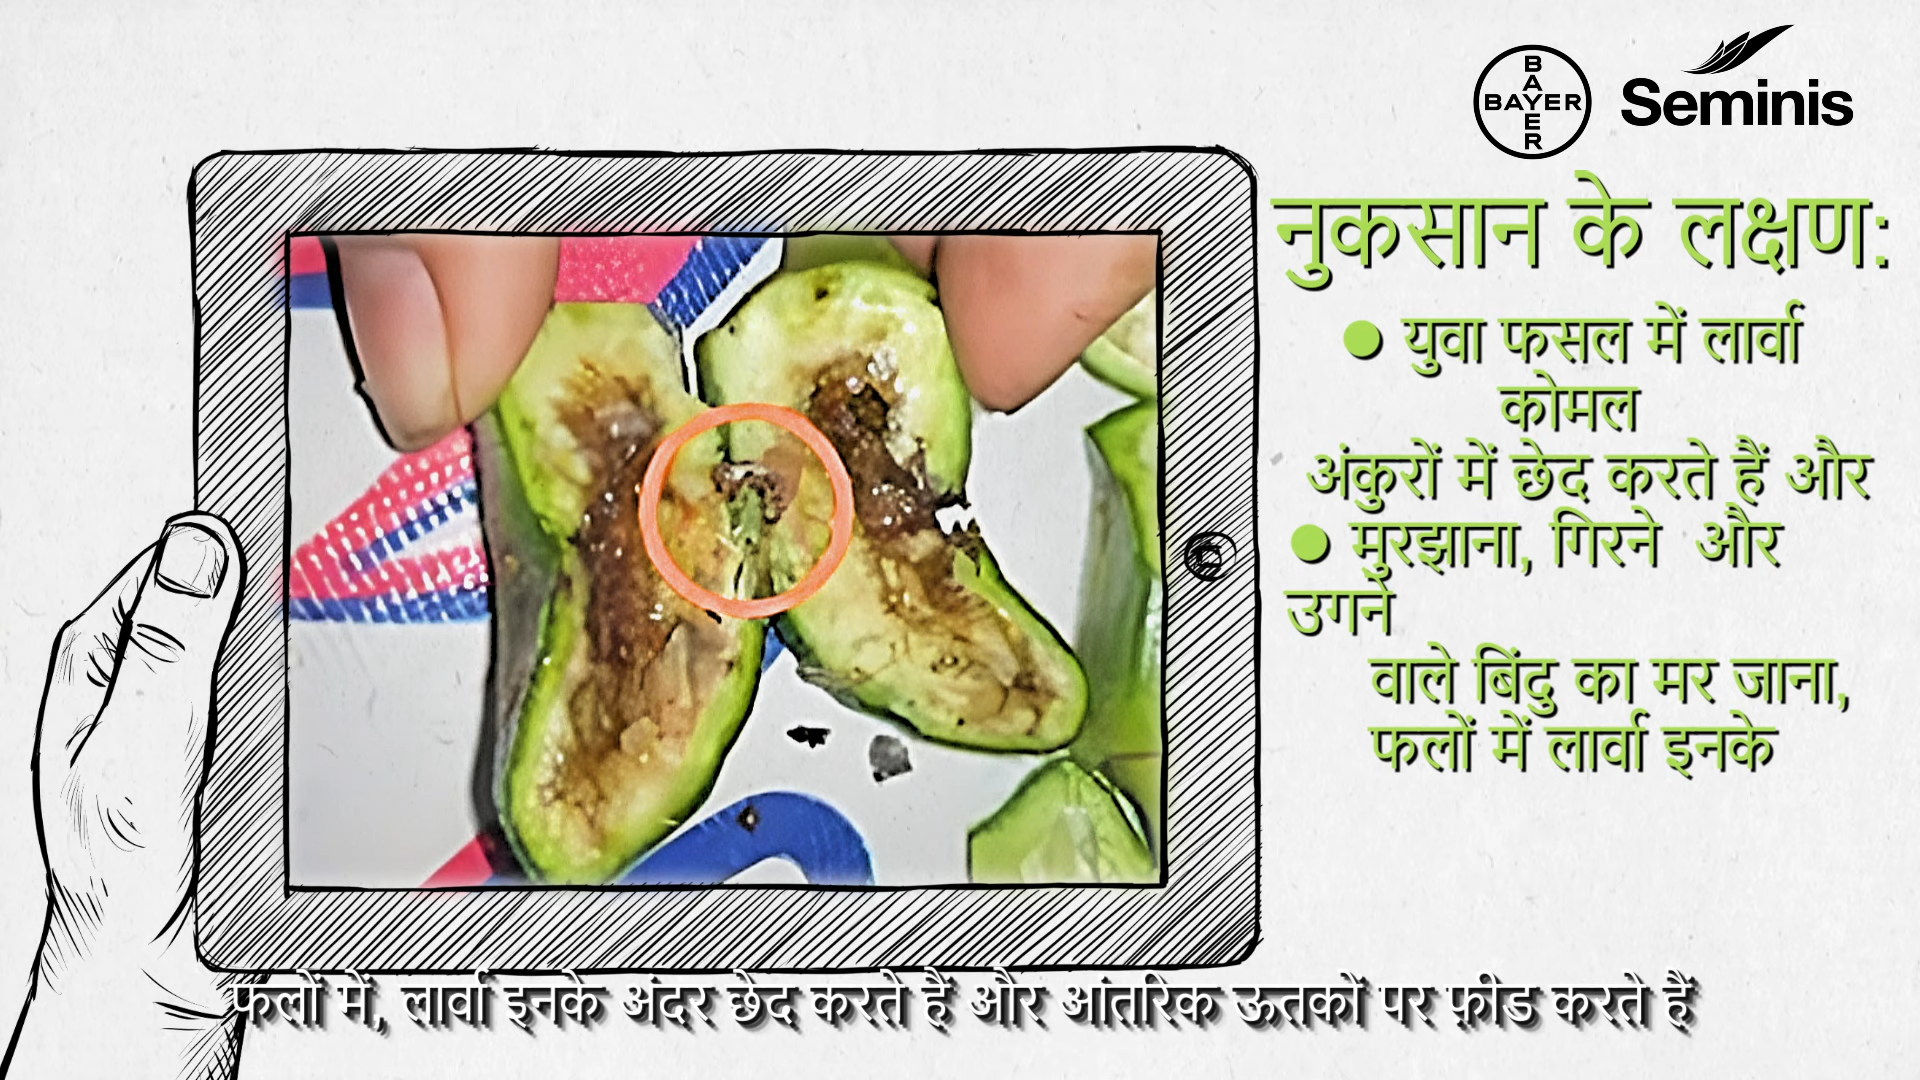 BAYER
BAYER
Seminis
नुकसान के लक्षण:
● युवा फसल में लार्वा
कोमल
अंकुरों में छेद करते हैं और
● मुरझाना, गिरने और
उगने
वाले बिंदु का मर जाना,
फलों में लार्वा इनके
फलों में, लार्वा इनके अंदर छेद करते हैं और आंतरिक ऊतकों पर फ़ीड करते हैं